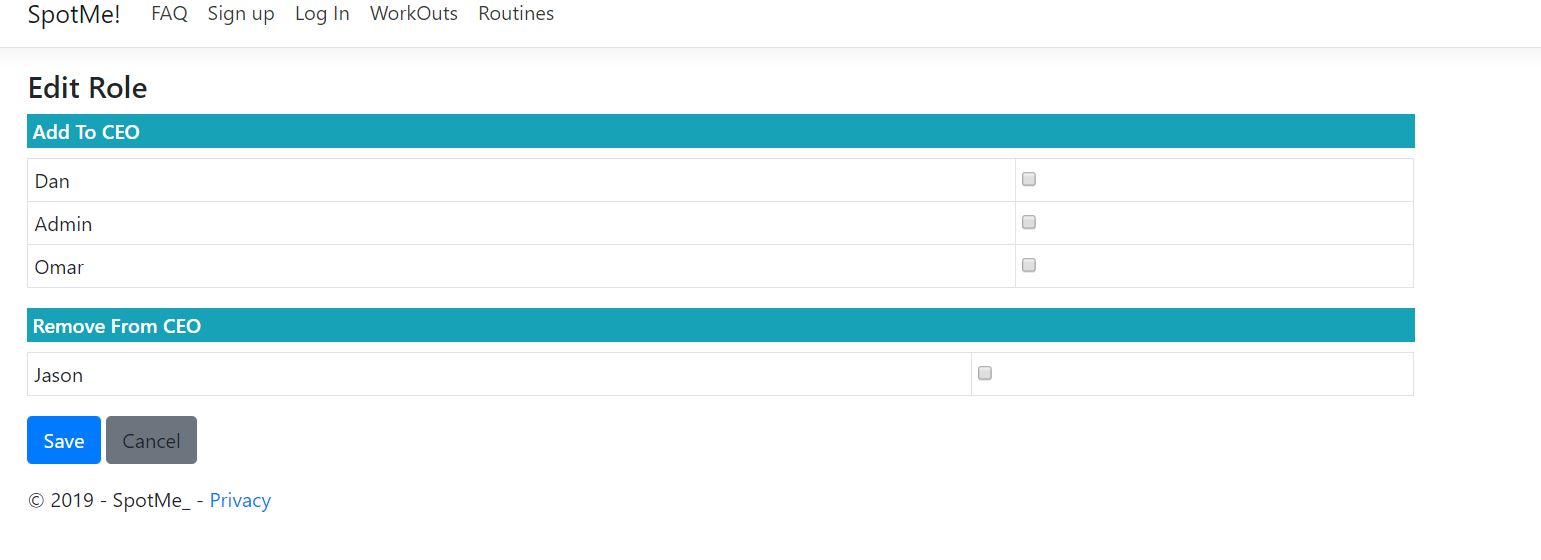 SpotMe! FAQ Sign up Log In WorkOuts Routines
Edit Role
Add To CEO
Dan
Admin
Omar
Remove From CEO
Jason
Save Cancel
© 2019 - SpotMe_ - Privacy